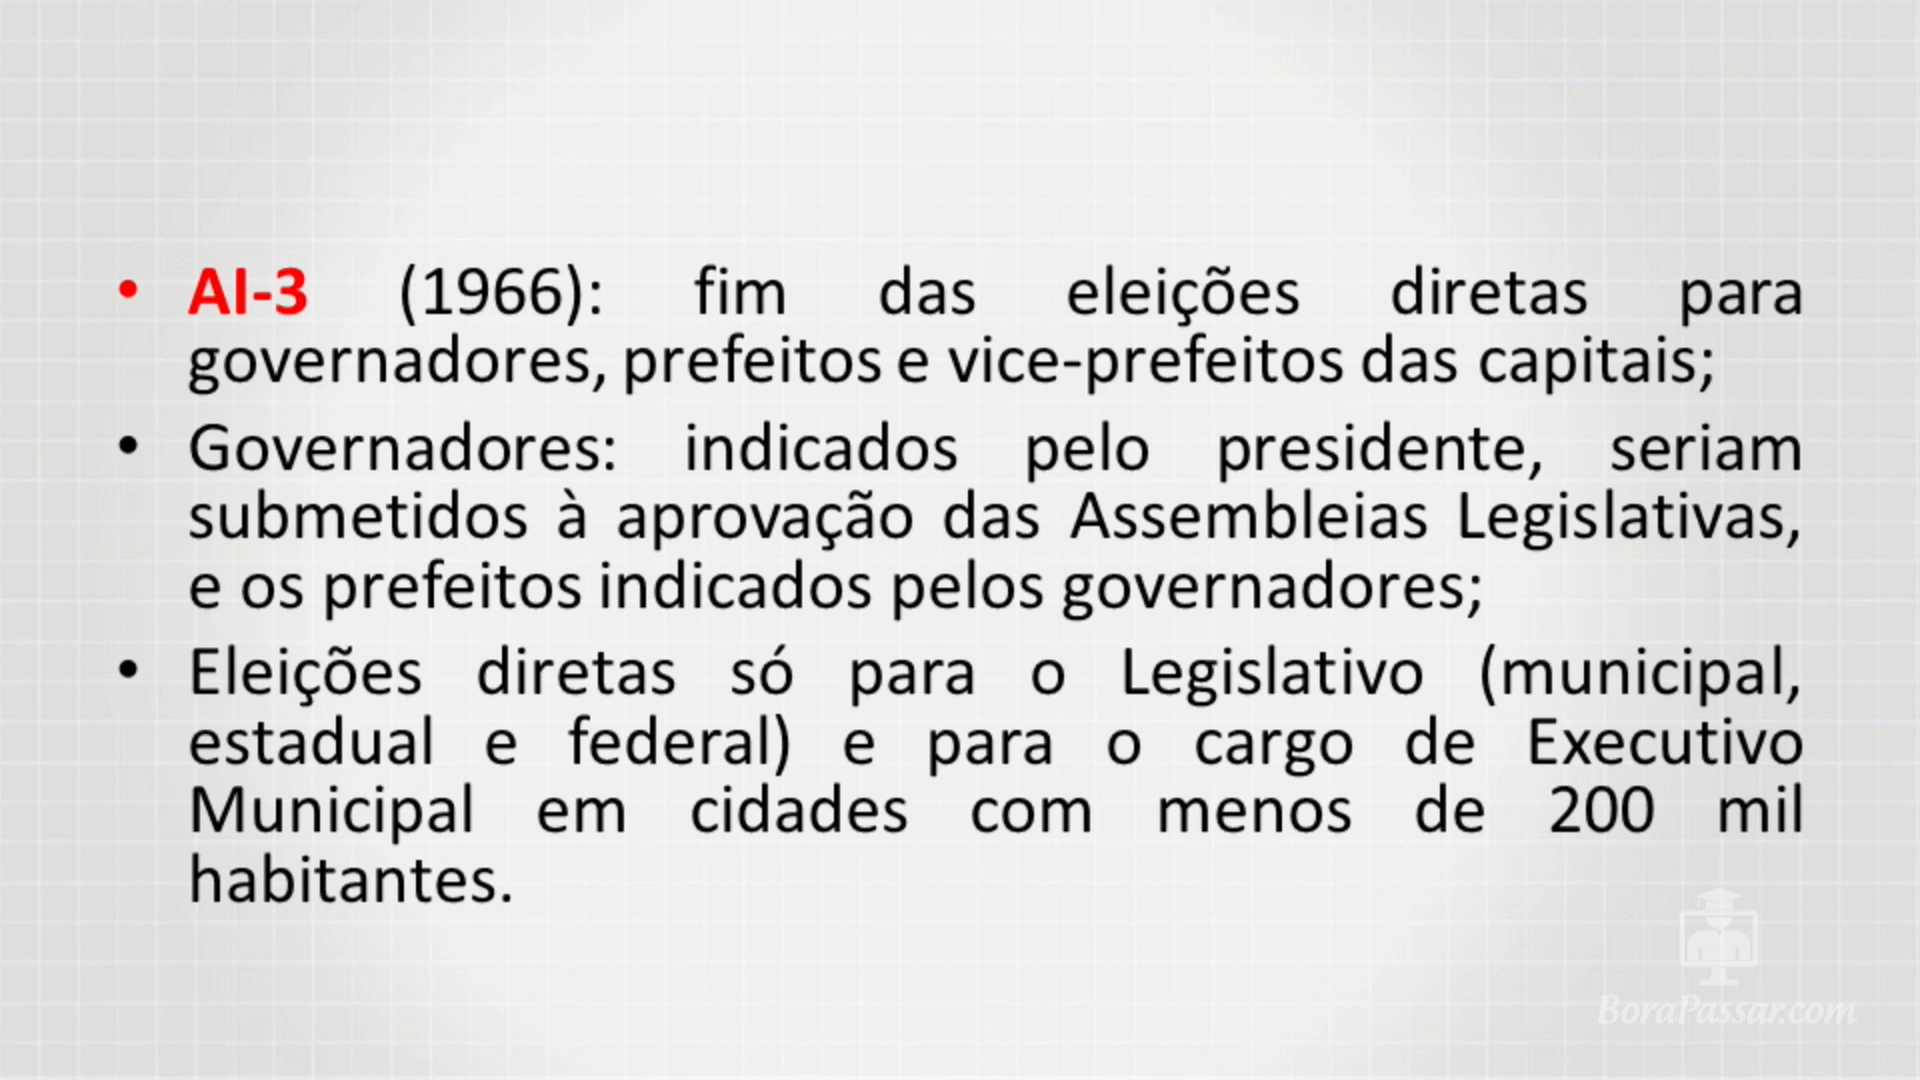 • AI-3 (1966): fim das eleições diretas para
governadores, prefeitos e vice-prefeitos das capitais;
• Governadores: indicados pelo presidente, seriam
submetidos à aprovação das Assembleias Legislativas,
e os prefeitos indicados pelos governadores;
• Eleições diretas só para o Legislativo (municipal,
estadual e federal) e para o cargo de Executivo
Municipal em cidades com menos de 200 mil
habitantes.
BoraPassar.com